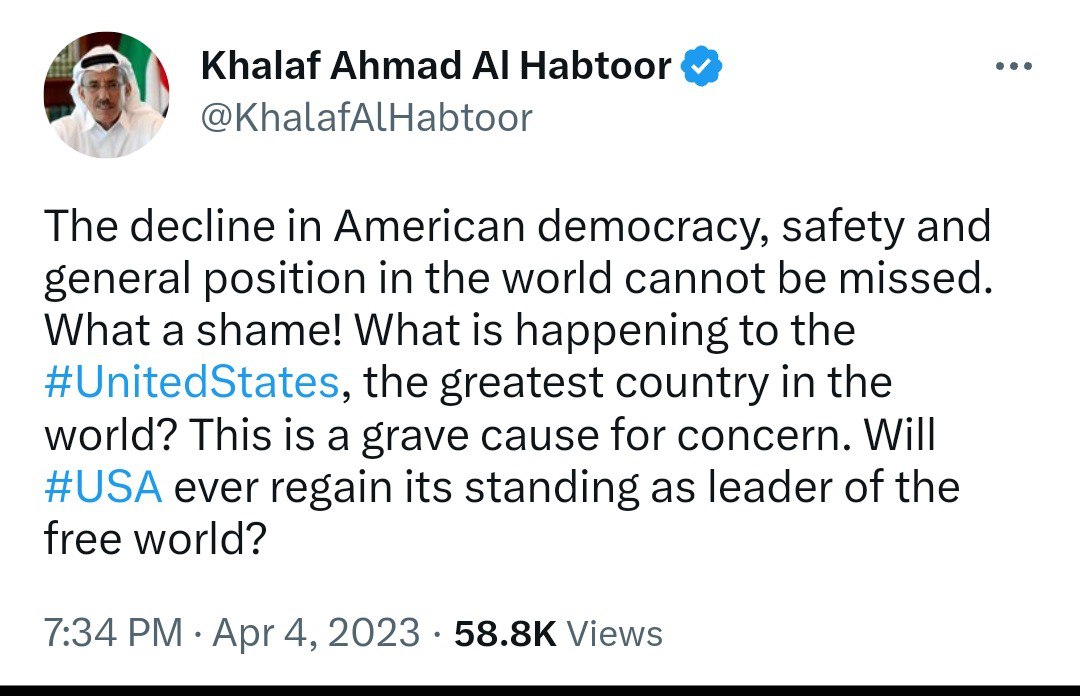 Khalaf Ahmad Al Habtoor
@KhalafAlHabtoor
The decline in American democracy, safety and
general position in the world cannot be missed.
What a shame! What is happening to the
#UnitedStates, the greatest country in the
world? This is a grave cause for concern. Will
#USA ever regain its standing as leader of the
free world?
7:34 PM · Apr 4, 2023 · 58.8K Views